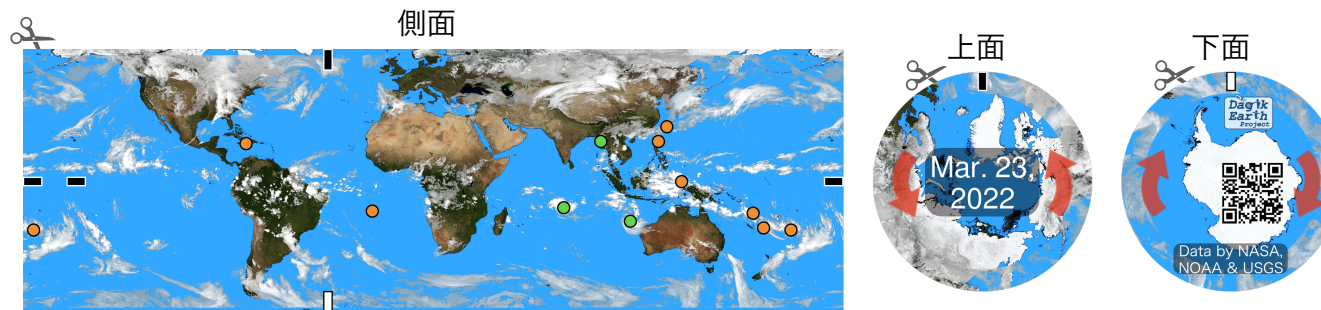 側面
上面
下面
Mar. 23,
2022
Dagik
Earth
Project
Data by NASA,
NOAA & USGS